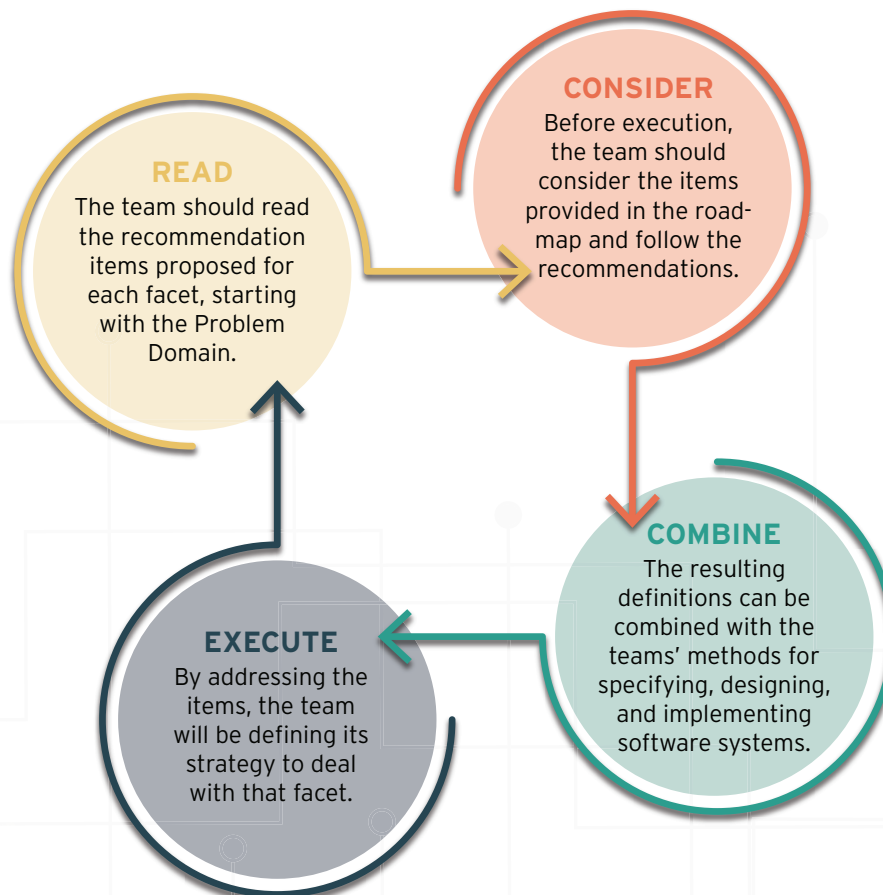 READ
The team should read
the recommendation
items proposed for
each facet, starting
with the Problem
Domain.
CONSIDER
Before execution,
the team should
consider the items
provided in the road-
map and follow the
recommendations.
COMBINE
The resulting
definitions can be
combined with the
teams’ methods for
specifying, designing,
and implementing
software systems.
EXECUTE
By addressing the
items, the team
will be defining its
strategy to deal
with that facet.